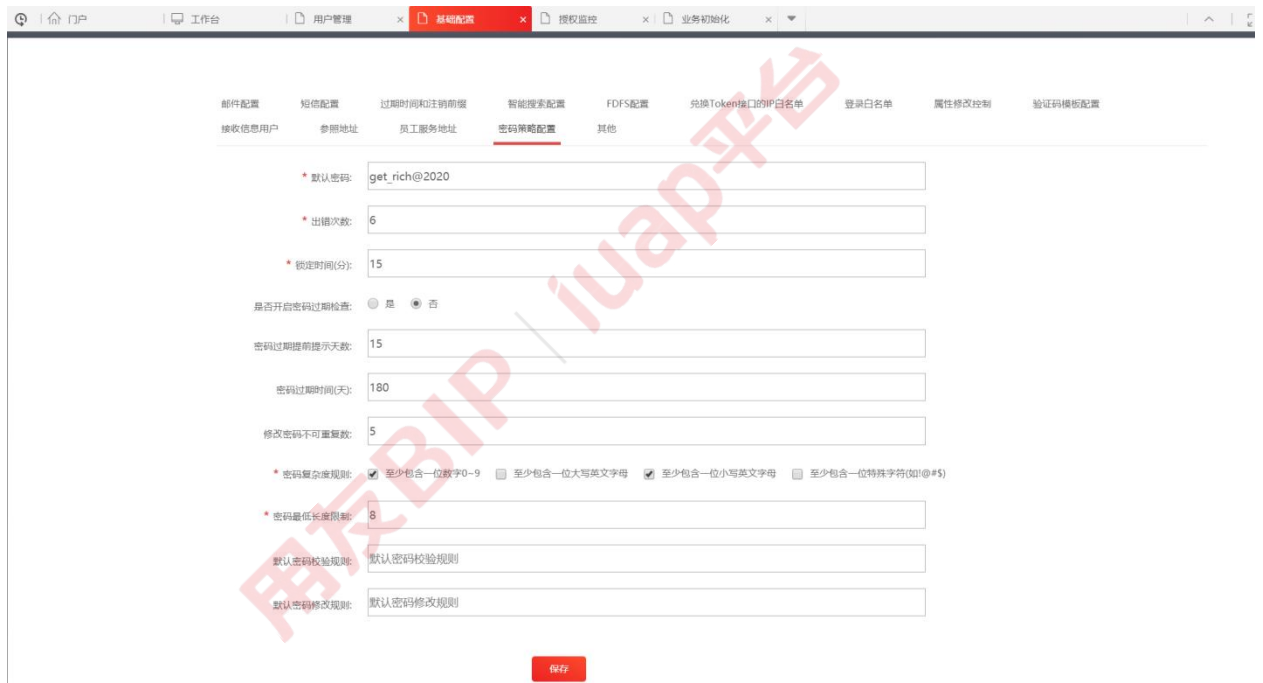 门户 工作台 用户管理 × 基础配置 × 授权监控 × 业务初始化 ×
邮件配置 短信配置 过期时间和注销前缀 智能搜索配置 FDFS配置 兑换Token接口的IP白名单 登录白名单 属性修改控制 验证码模板配置
接收信息用户 参照地址 员工服务地址 密码策略配置 其他
* 默认密码: get_rich@2020
* 出错次数: 6
* 锁定时间(分): 15
是否开启密码过期检查: 是 否
密码过期提前提示天数: 15
密码过期时间(天): 180
修改密码不可重复数: 5
* 密码复杂度规则: 至少包含一位数字0~9 至少包含一位大写英文字母 至少包含一位小写英文字母 至少包含一位特殊字符(如!@#$)
* 密码最低长度限制: 8
默认密码校验规则: 默认密码校验规则
默认密码修改规则: 默认密码修改规则
保存
用友BIP | iuap平台